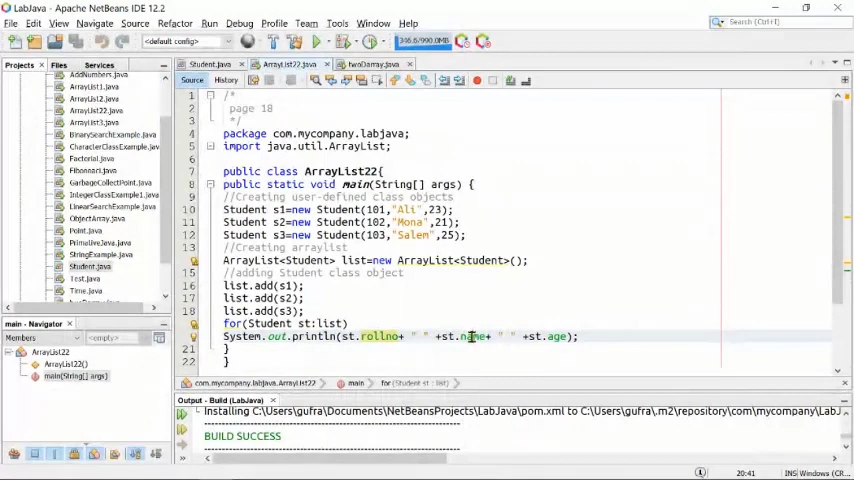 LabJava - Apache NetBeans IDE 12.2
File Edit View Navigate Source Refactor Run Debug Profile Team Tools Window Help
Search (Ctrl+I)
<default config>
346.6/990.0MB
Projects Files Services
Student.java ArrayList22.java twoDarray.java
Source History
AddNumbers.java
ArrayList1.java
ArrayList2.java
ArrayList22.java
ArrayList3.java
BinarySearchExample.java
CharacterClassExample.java
Factorial.java
Fibonacci.java
GarbageCollectPoint.java
IntegerClassExample1.java
LinearSearchExample.java
ObjectArray.java
Point.java
PrimulaveJava.java
StringExample.java
Student.java
Test.java
Time.java
1 /*
2 page 18
3 */
4 package com.mycompany.labjava;
5 import java.util.ArrayList;
6
7 public class ArrayList22{
8 public static void main(String[] args) {
9 //Creating user-defined class objects
10 Student s1=new Student(101,"Ali",23);
11 Student s2=new Student(102,"Mona",21);
12 Student s3=new Student(103,"Salem",25);
13 //Creating arraylist
ArrayList<Student> list=new ArrayList<Student>();
15 //adding Student class object
16 list.add(s1);
17 list.add(s2);
18 list.add(s3);
for(Student st:list)
System.out.println(st.rollno+ " " +st.name+ " " +st.age);
21 }
22 }
main - Navigator
Members <empty>
ArrayList22
ArrayList22()
main(String[] args)
com.mycompany.labjava.ArrayList22 main for (Student st : list)
Output - Build (LabJava)
Installing C:\Users\gufra\Documents\NetBeansProjects\LabJava\pom.xml to C:\Users\gufra\.m2\repository\com\mycompany\LabJ
BUILD SUCCESS
20:41 INS Windows (CRLF)